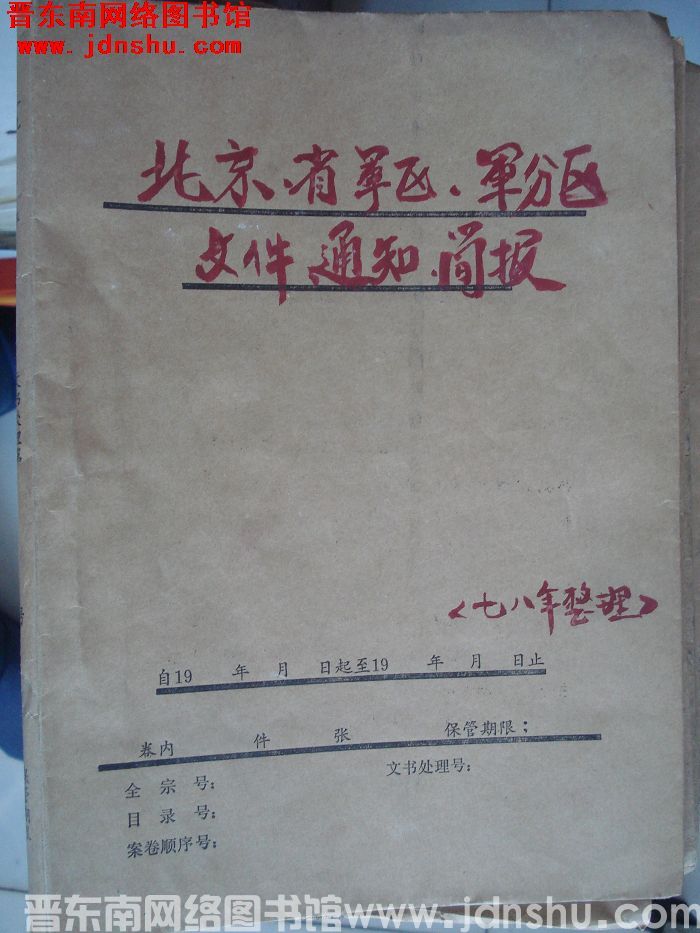 晋东南网络图书馆
www.jdnshu.com
北京、省军区、军分区
文件、通知、简报
<七八年整理>
自19 年 月 日起至19 年 月 日止
卷内 件 张 保管期限：
全宗号： 文书处理号：
目录号：
案卷顺序号：
晋东南网络图书馆www.jdnshu.com